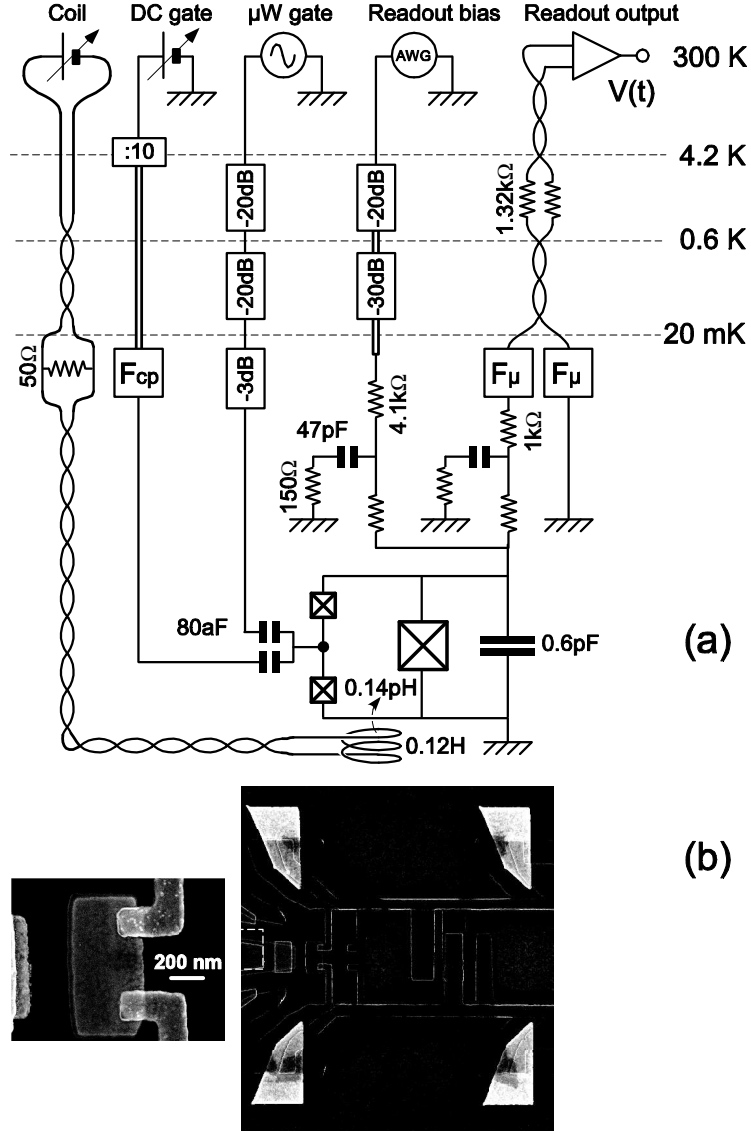 Coil DC gate µW gate Readout bias Readout output
AWG
300 K
V(t)
:10
4.2 K
-20dB
-20dB
1.32kΩ
0.6 K
-20dB
-30dB
20 mK
50Ω
Fcp
-3dB
Fµ
Fµ
4.1kΩ
1kΩ
47pF
150Ω
80aF
0.6pF
(a)
0.14pH
0.12H
(b)
200 nm